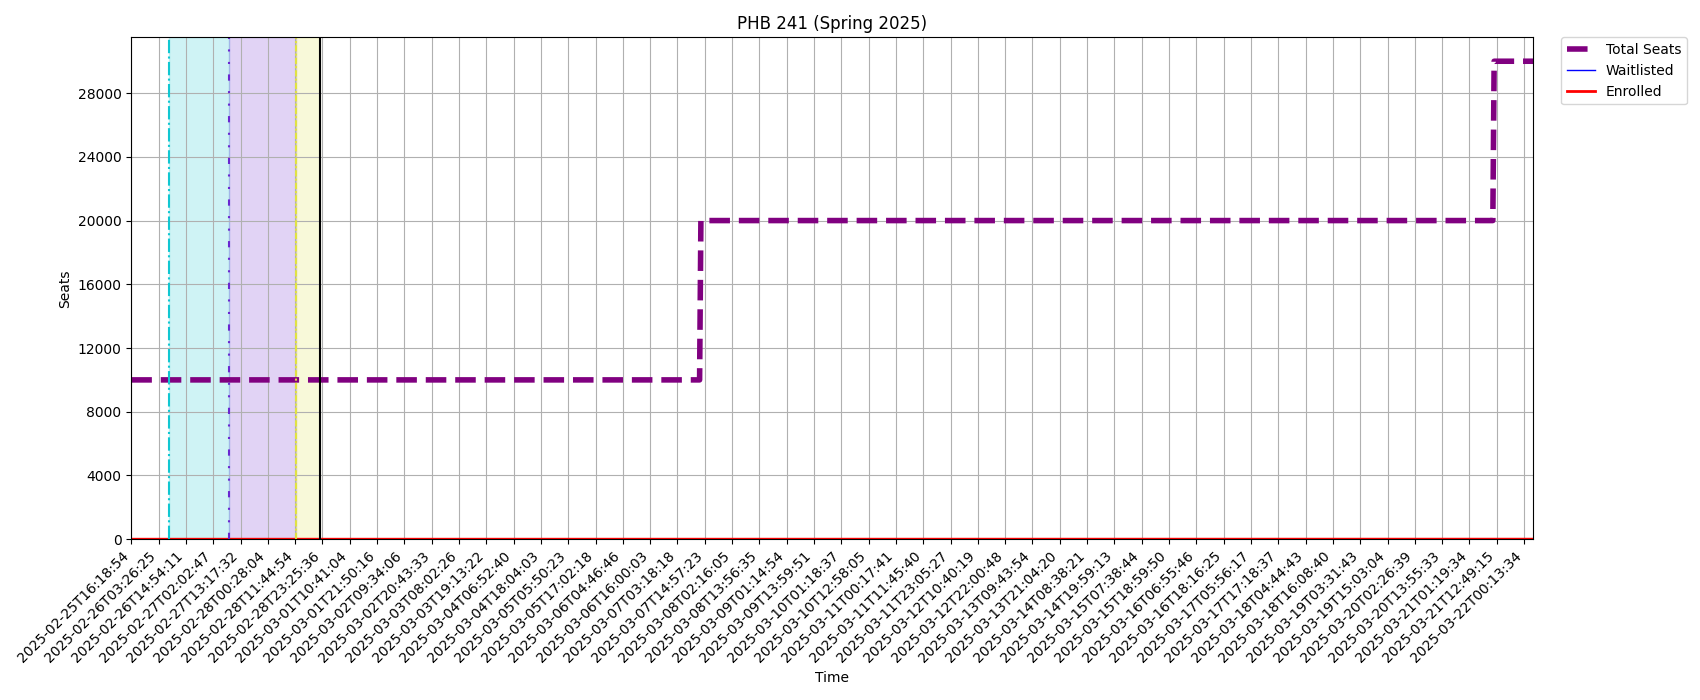 PHB 241 (Spring 2025)
Total Seats
Waitlisted
Enrolled
28000
24000
20000
16000
12000
8000
4000
0
Seats
2025-02-25T16:18:54
2025-02-26T03:26:25
2025-02-26T14:54:11
2025-02-27T02:02:47
2025-02-27T13:17:32
2025-02-28T00:28:04
2025-02-28T11:44:54
2025-02-28T23:25:36
2025-03-01T10:41:04
2025-03-01T21:50:16
2025-03-02T09:34:06
2025-03-02T20:43:33
2025-03-03T08:02:26
2025-03-03T19:13:22
2025-03-04T06:52:40
2025-03-04T18:04:03
2025-03-05T05:50:23
2025-03-05T17:02:18
2025-03-06T04:46:46
2025-03-06T16:00:03
2025-03-07T03:18:18
2025-03-07T14:57:23
2025-03-08T02:16:05
2025-03-08T13:56:35
2025-03-09T01:14:54
2025-03-09T13:59:51
2025-03-10T01:18:37
2025-03-10T12:58:05
2025-03-11T00:17:41
2025-03-11T11:45:40
2025-03-11T23:05:27
2025-03-12T10:40:19
2025-03-12T22:00:48
2025-03-13T09:43:54
2025-03-13T21:04:20
2025-03-14T08:38:21
2025-03-14T19:59:13
2025-03-15T07:38:44
2025-03-15T18:59:50
2025-03-16T06:55:46
2025-03-16T18:16:25
2025-03-17T05:56:17
2025-03-17T17:18:37
2025-03-18T04:44:43
2025-03-18T16:08:40
2025-03-19T03:31:43
2025-03-19T15:03:04
2025-03-20T02:26:39
2025-03-20T13:55:33
2025-03-21T01:19:34
2025-03-21T12:49:15
2025-03-22T00:13:34
Time